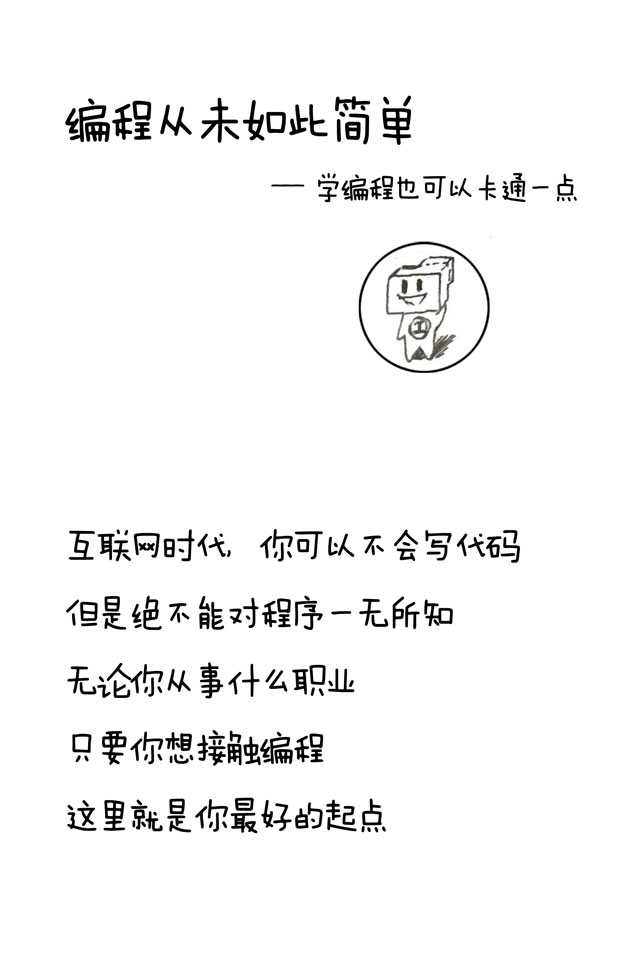 编程从未如此简单
— 学编程也可以卡通一点
工
互联网时代, 你可以不会写代码
但是绝不能对程序一无所知
无论你从事什么职业
只要你想接触编程
这里就是你最好的起点